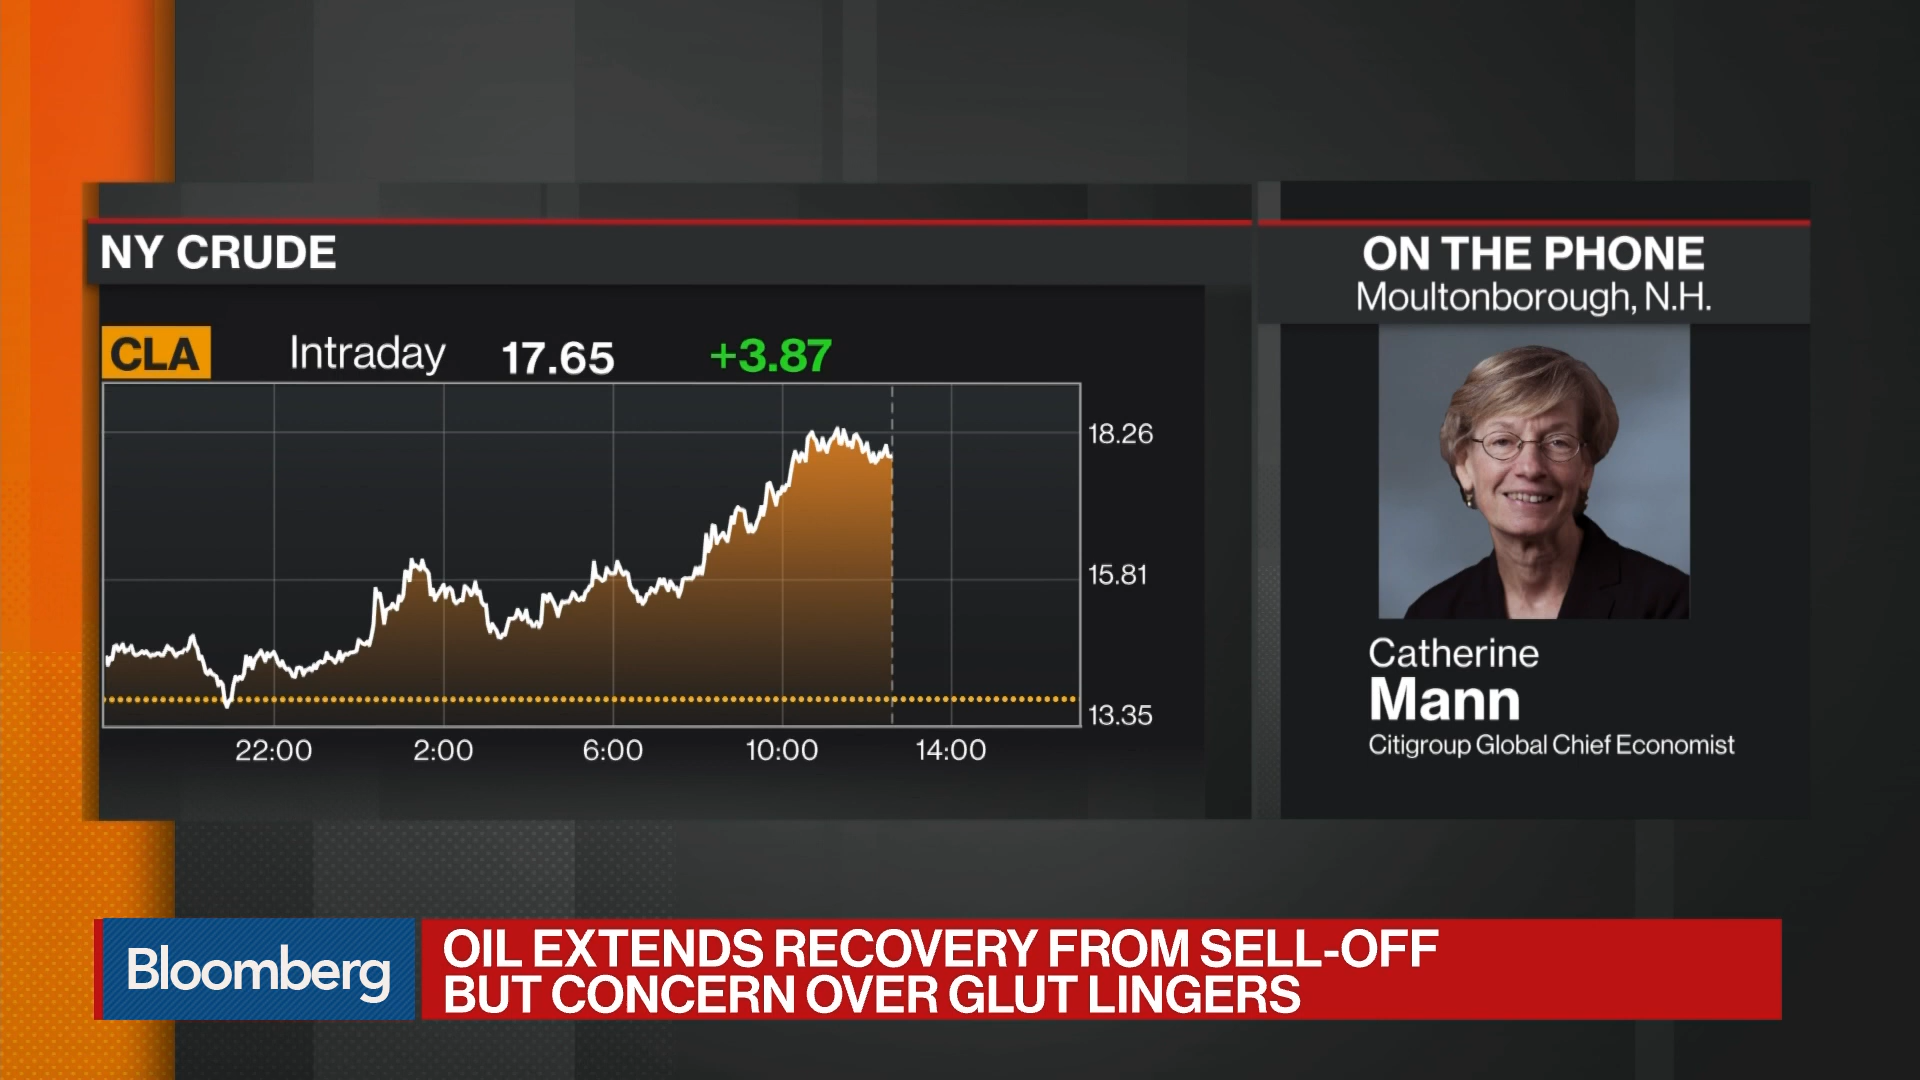 NY CRUDE
CLA Intraday 17.65 +3.87
18.26
15.81
13.35
22:00 2:00 6:00 10:00 14:00
ON THE PHONE
Moultonborough, N.H.
Catherine
Mann
Citigroup Global Chief Economist
Bloomberg
OIL EXTENDS RECOVERY FROM SELL-OFF
BUT CONCERN OVER GLUT LINGERS